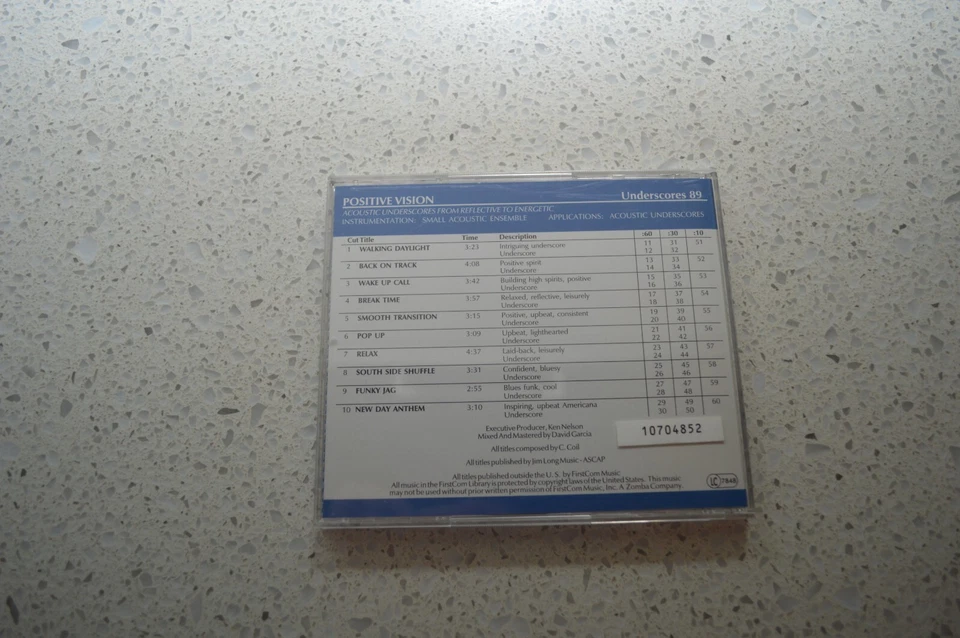 POSITIVE VISION Underscores 89
ACOUSTIC UNDERSCORES FROM REFLECTIVE TO ENERGETIC
INSTRUMENTATION: SMALL ACOUSTIC ENSEMBLE APPLICATIONS: ACOUSTIC UNDERSCORES
Cut Title Time Description :60 :30 :10
1 WALKING DAYLIGHT 3:23 Intriguing underscore 11 31 51
Underscore 12 32
2 BACK ON TRACK 4:08 Positive spirit 13 33 52
Underscore 14 34
3 WAKE UP CALL 3:42 Building high spirits, positive 15 35 53
Underscore 16 36
4 BREAK TIME 3:57 Relaxed, reflective, leisurely 17 37 54
Underscore 18 38
5 SMOOTH TRANSITION 3:15 Positive, upbeat, consistent 19 39 55
Underscore 20 40
6 POP UP 3:09 Upbeat, lighthearted 21 41 56
Underscore 22 42
7 RELAX 4:37 Laid-back, leisurely 23 43 57
Underscore 24 44
8 SOUTH SIDE SHUFFLE 3:31 Confident, bluesy 25 45 58
Underscore 26 46
9 FUNKY JAG 2:55 Blues funk, cool 27 47 59
Underscore 28 48
10 NEW DAY ANTHEM 3:10 Inspiring, upbeat Americana 29 49 60
Underscore 30 50
Executive Producer, Ken Nelson
Mixed And Mastered by David Garcia
10704852
All titles composed by C. Coil
All titles published by Jim Long Music - ASCAP
All titles published outside the U. S. by FirstCom Music
All music in the FirstCom Library is protected by copyright laws of the United States. This music
may not be used without prior written permission of FirstCom Music, Inc. A Zomba Company.
LC 7848